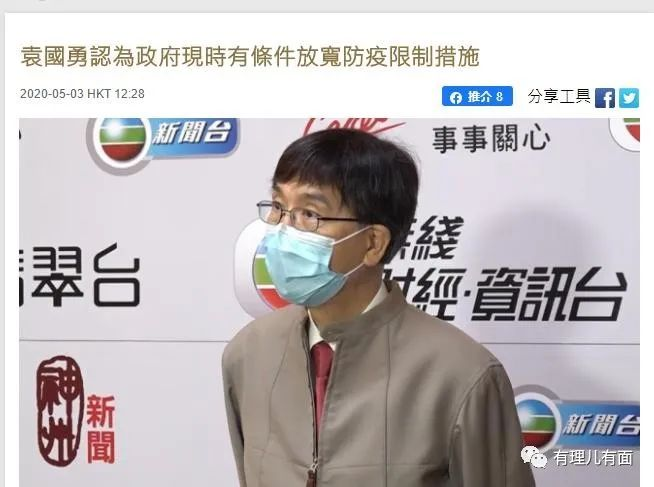 袁國勇認為政府現時有條件放寬防疫限制措施
2020-05-03 HKT 12:28
推介 8
分享工具
新聞台
事事關心
翠台
綫
財經·資訊台
神州
新聞
新聞台
有理儿有面